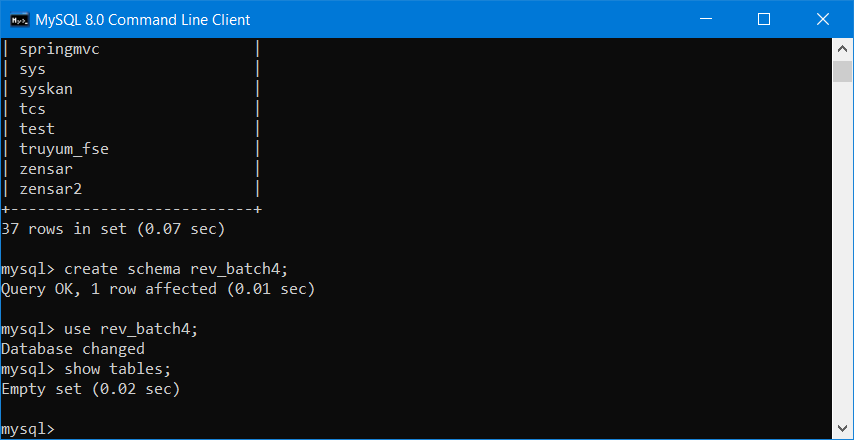 MySQL 8.0 Command Line Client
| springmvc                 |
| sys                       |
| syskan                    |
| tcs                       |
| test                      |
| truyum_fse                |
| zensar                    |
| zensar2                   |
+---------------------------+
37 rows in set (0.07 sec)
mysql> create schema rev_batch4;
Query OK, 1 row affected (0.01 sec)
mysql> use rev_batch4;
Database changed
mysql> show tables;
Empty set (0.02 sec)
mysql>